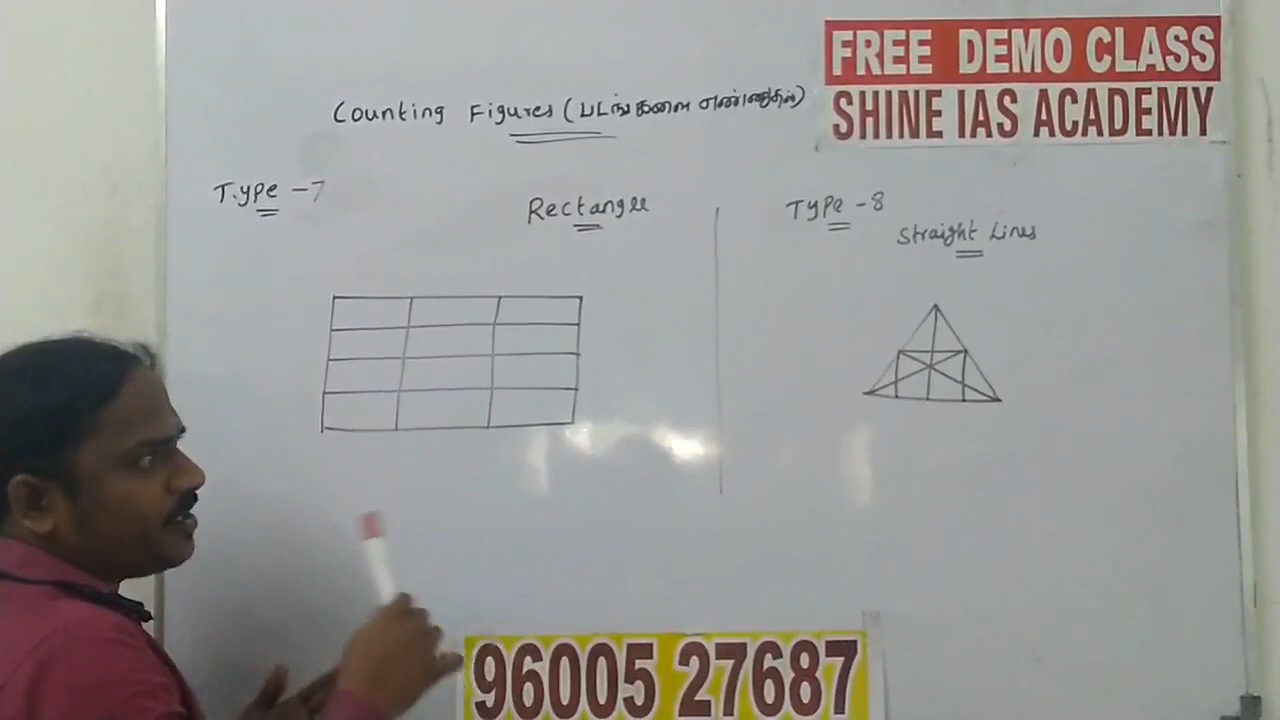 FREE DEMO CLASS
SHINE IAS ACADEMY
Counting Figures (படங்களை எண்ணுதல்)
Type -7
Rectangle
Type -8
Straight Lines
96005 27687